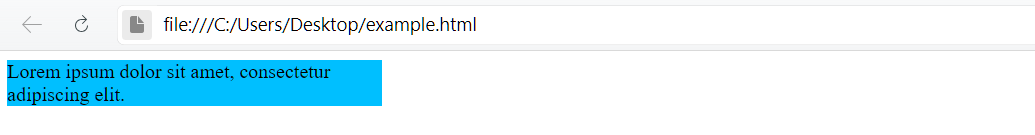 file:///C:/Users/Desktop/example.html
Lorem ipsum dolor sit amet, consectetur
adipiscing elit.